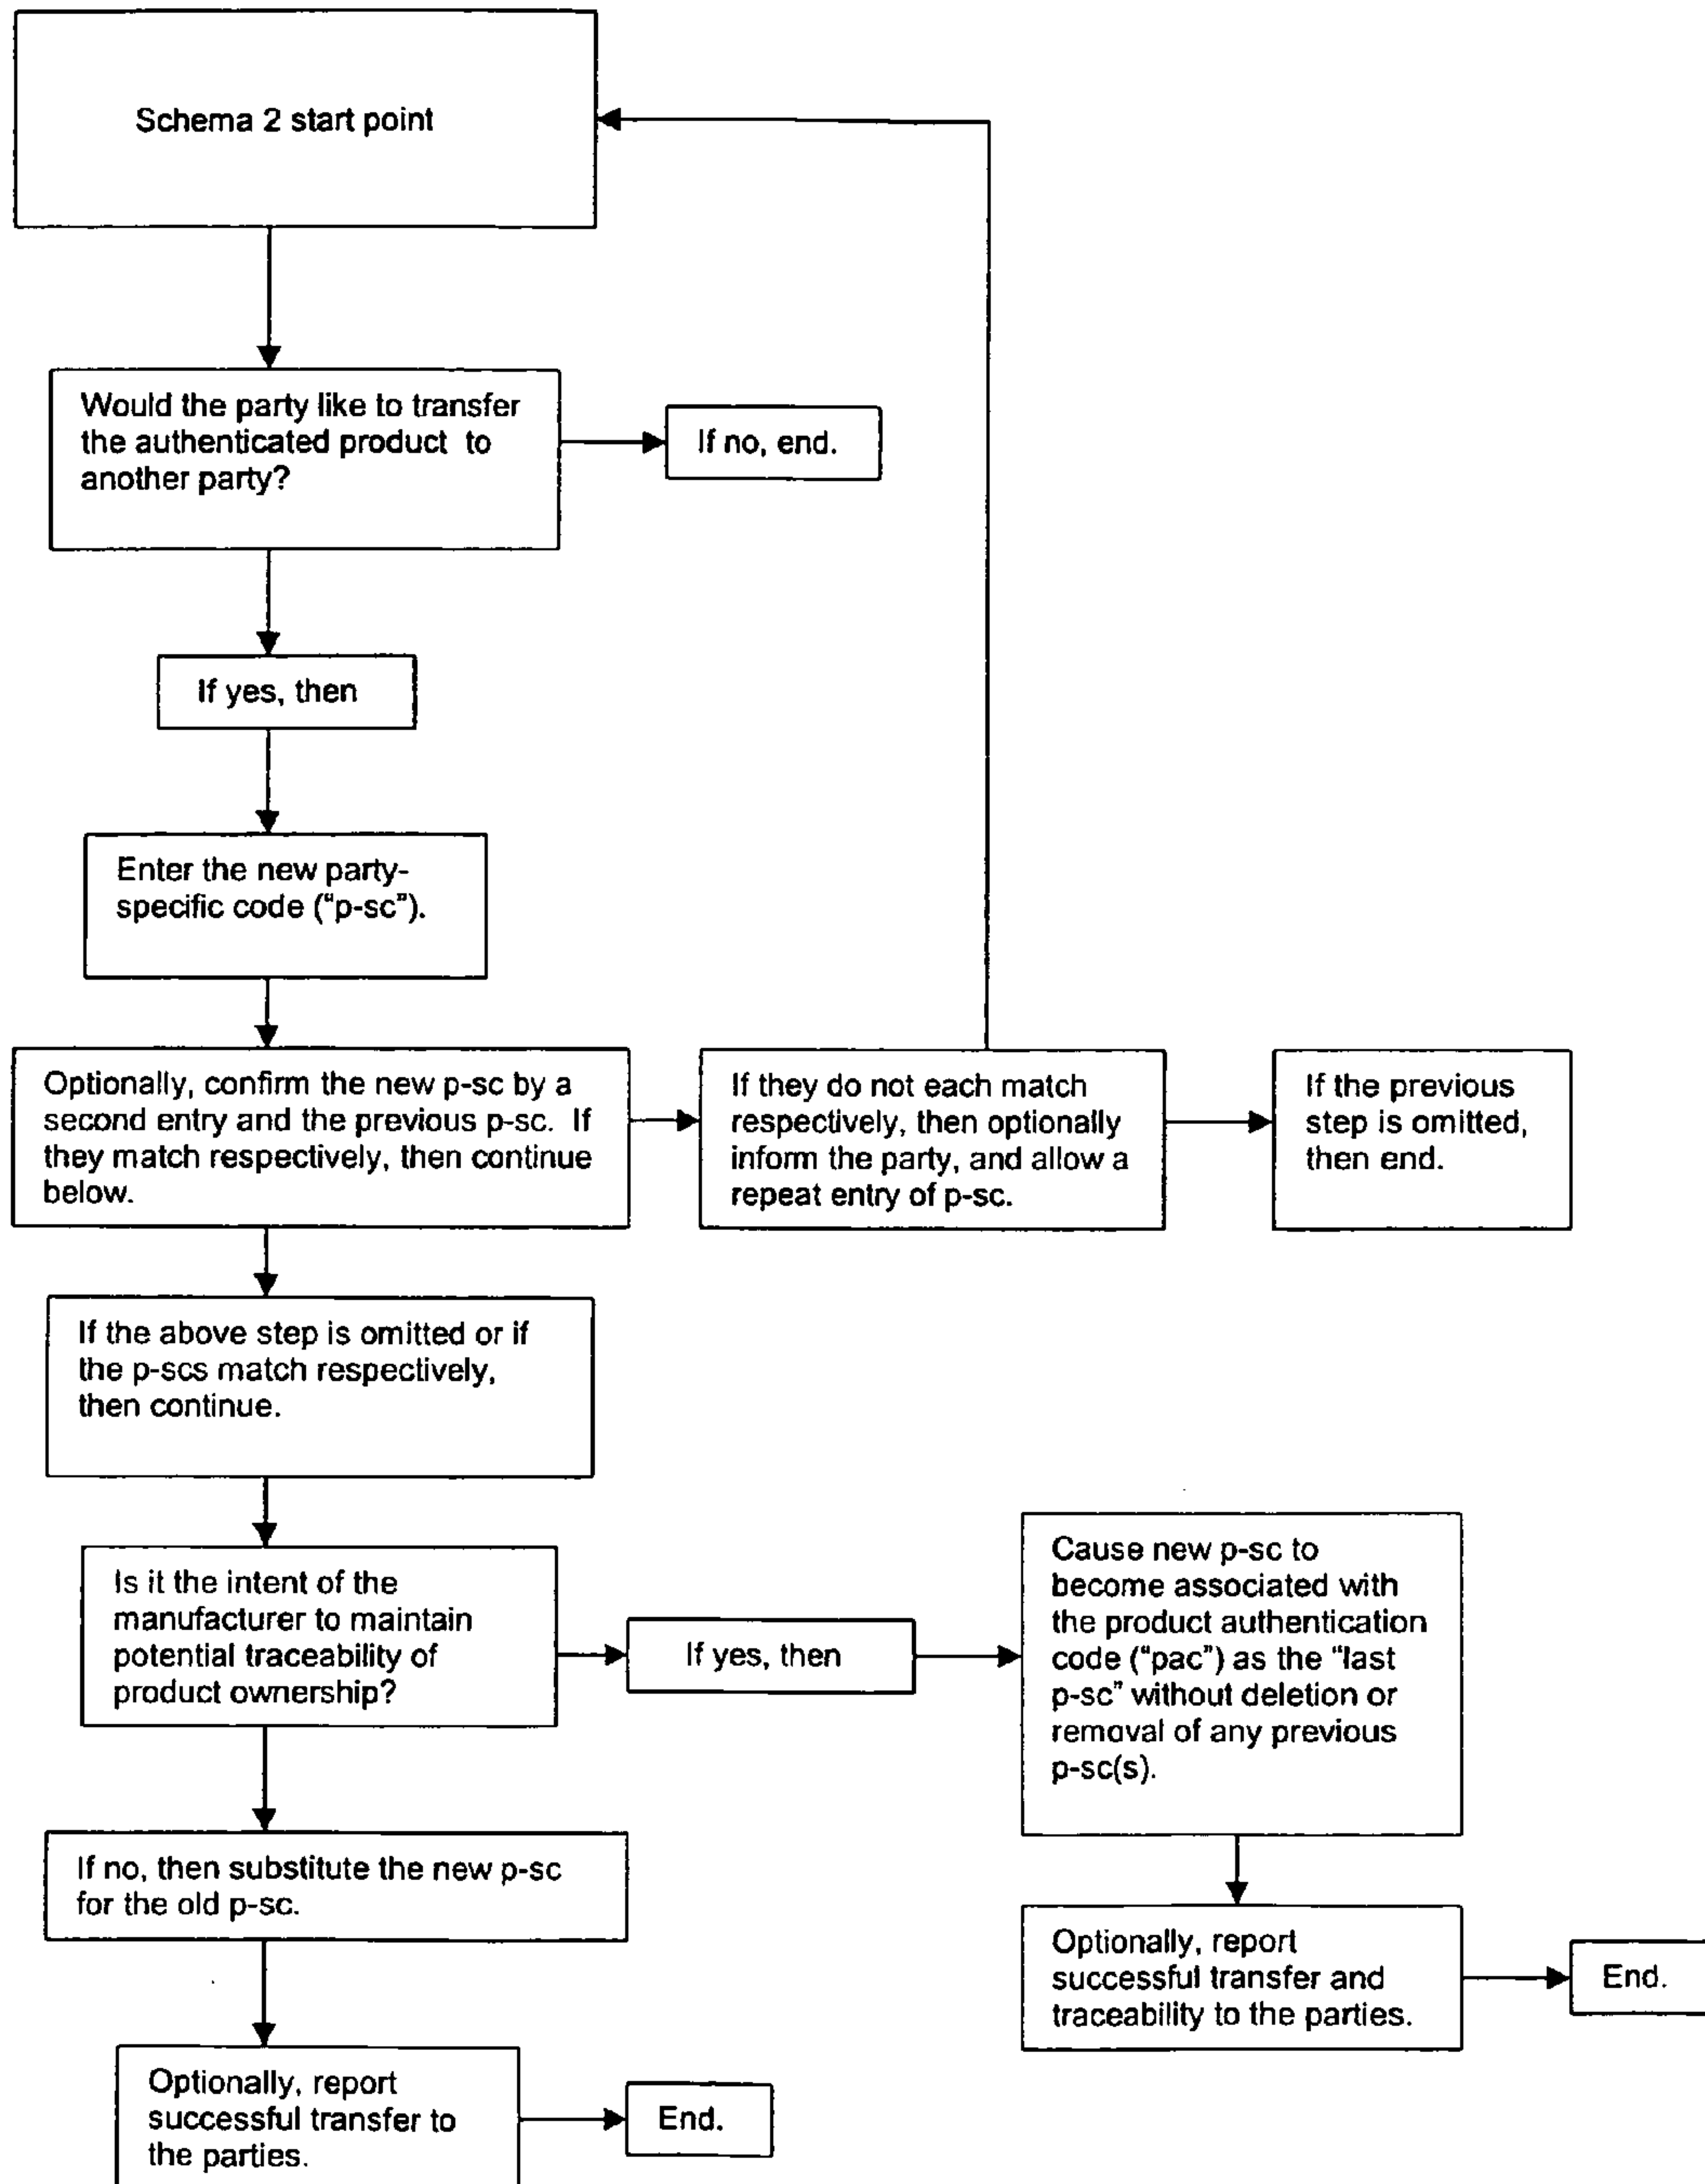 Schema 2 start point
Would the party like to transfer
the authenticated product to
another party?
If no, end.
If yes, then
Enter the new party-
specific code (“p-sc”).
Optionally, confirm the new p-sc by a
second entry and the previous p-sc. If
they match respectively, then continue
below.
If they do not each match
respectively, then optionally
inform the party, and allow a
repeat entry of p-sc.
If the previous
step is omitted,
then end.
If the above step is omitted or if
the p-scs match respectively,
then continue.
Is it the intent of the
manufacturer to maintain
potential traceability of
product ownership?
If yes, then
Cause new p-sc to
become associated with
the product authentication
code (“pac”) as the “last
p-sc” without deletion or
removal of any previous
p-sc(s).
If no, then substitute the new p-sc
for the old p-sc.
Optionally, report
successful transfer and
traceability to the parties.
End.
Optionally, report
successful transfer to
the parties.
End.